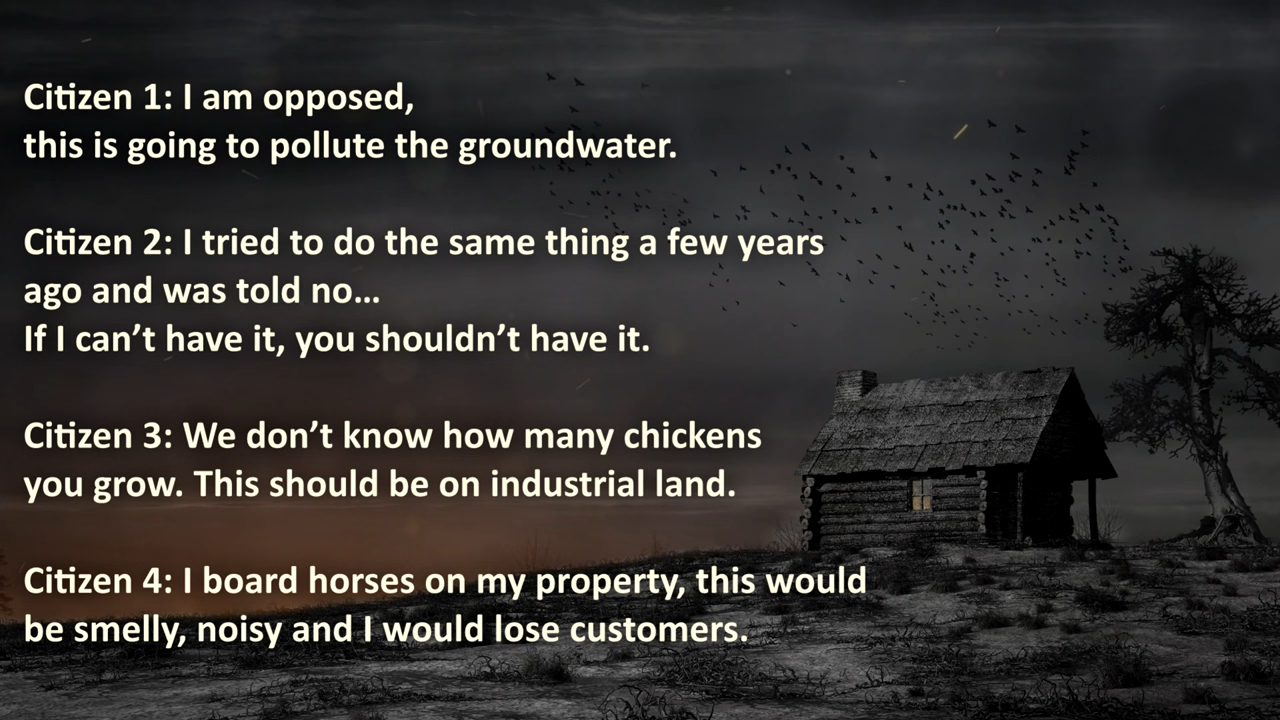 Citizen 1: I am opposed,
this is going to pollute the groundwater.
Citizen 2: I tried to do the same thing a few years
ago and was told no…
If I can’t have it, you shouldn’t have it.
Citizen 3: We don’t know how many chickens
you grow. This should be on industrial land.
Citizen 4: I board horses on my property, this would
be smelly, noisy and I would lose customers.